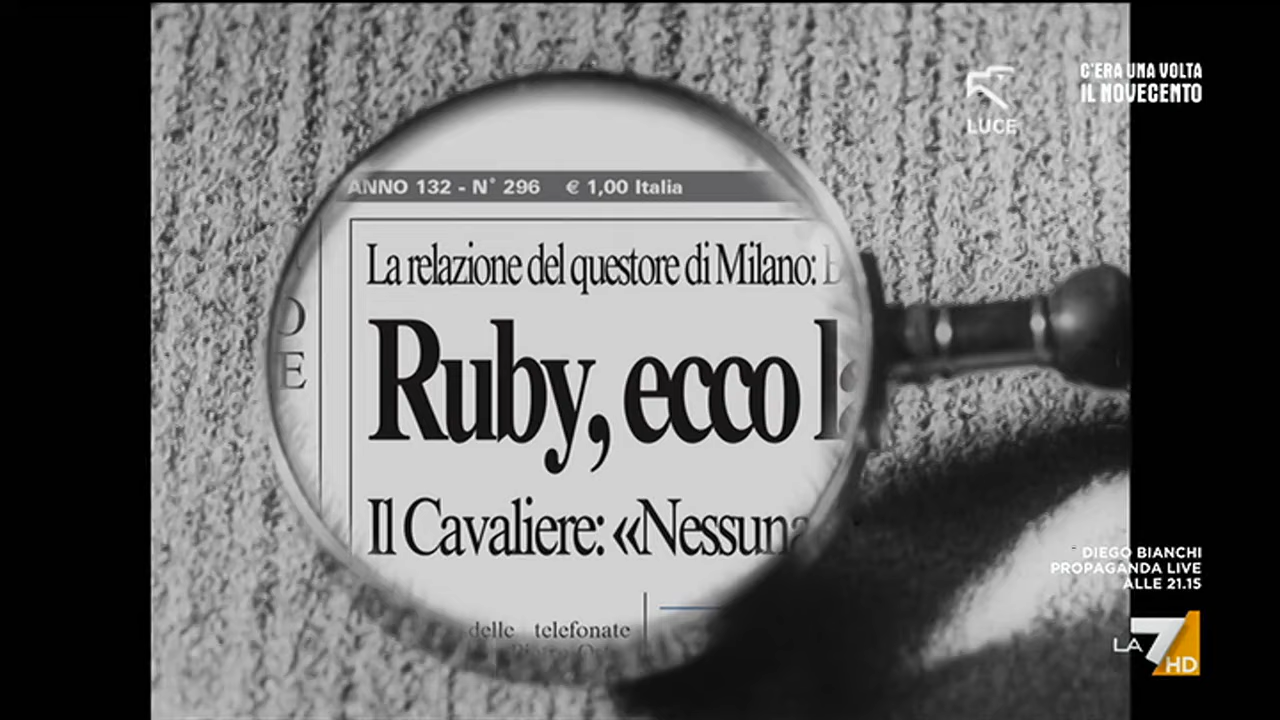 C'ERA UNA VOLTA
IL NOVECENTO
LUCE
ANNO 132 - N° 296 € 1,00 Italia
La relazione del questore di Milano:
Ruby, ecco
Il Cavaliere: «Nessuna
O
E
delle telefonate
DIEGO BIANCHI
PROPAGANDA LIVE
ALLE 21.15
LA7 HD